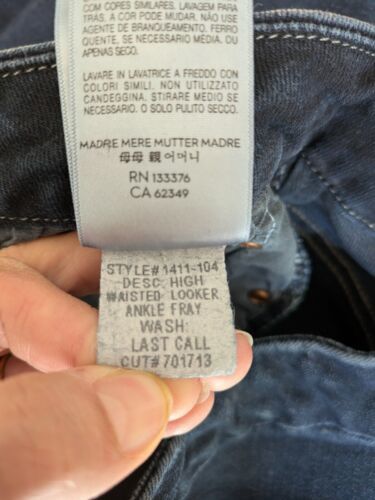 COM CORES SIMILARES. LAVAGEM PARA
TRÁS, A COR PODE MUDAR. NÃO USE
AGENTE DE BRANQUEAMENTO. FERRO
QUENTE, SE NECESSÁRIO MEDIA, OU
APENAS SECO.
LAVARE IN LAVATRICE A FREDDO CON
COLORI SIMILI, NON UTILIZZARE
CANDEGGINA. STIRARE MEDIO SE
NECESSARIO. O SOLO PULITO SECCO.
MADRE MERE MUTTER MADRE
母母 親 어머니
RN 133376
CA 62349
STYLE#1411-104
DESC: HIGH
WAISTED LOOKER
ANKLE FRAY
WASH:
LAST CALL
CUT#701713